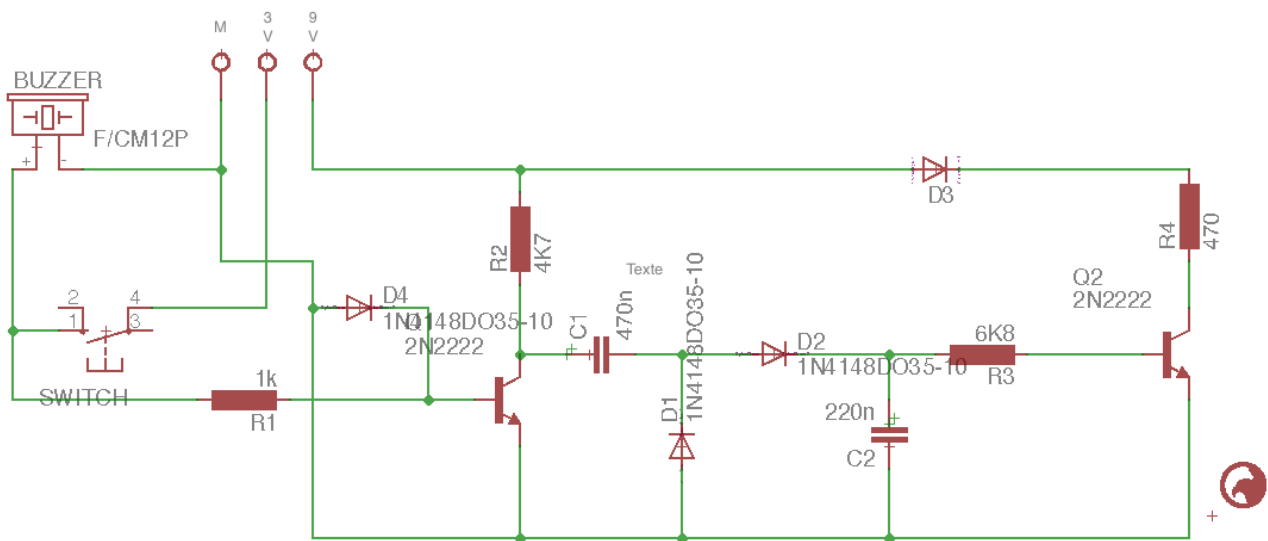 M
3
V
9
V
BUZZER
F/CM12P
+
-
2
4
1
3
SWITCH
1k
R1
D4
1N4148DO35-10
2N2222
R2
4K7
Texte
C1
470n
D1
1N4148DO35-10
D2
1N4148DO35-10
220n
C2
D3
6K8
R3
R4
470
Q2
2N2222